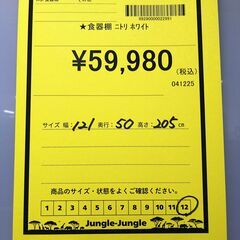 89290000022991
★食器棚 ニトリ ホワイト
¥59,980
(税込)
041225
サイズ 幅: 121 奥行: 50 高さ: 205 cm
商品のサイズ・状態をよくご確認ください。
1 2 3 4 5 6 7 8 9 10 11 12
Jungle-Jungle